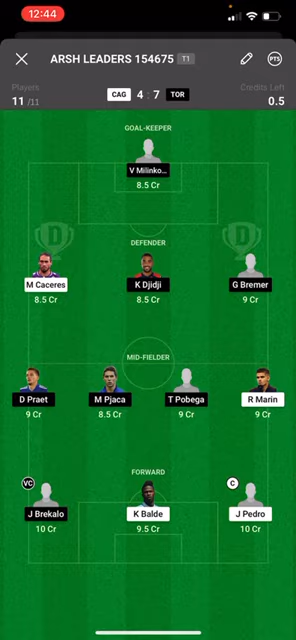 12:44
ARSH LEADERS 154675 T1
PTS
Players
Credits Left
11 /11
CAG 4 : 7 TOR
0.5
GOAL-KEEPER
V Milinko...
8.5 Cr
D
D
DEFENDER
M Caceres
K Djidji
G Bremer
8.5 Cr
8.5 Cr
9 Cr
MID-FIELDER
D Praet
M Pjaca
T Pobega
R Marin
9 Cr
8.5 Cr
9 Cr
9 Cr
FORWARD
VC
C
J Brekalo
K Balde
J Pedro
10 Cr
9.5 Cr
10 Cr